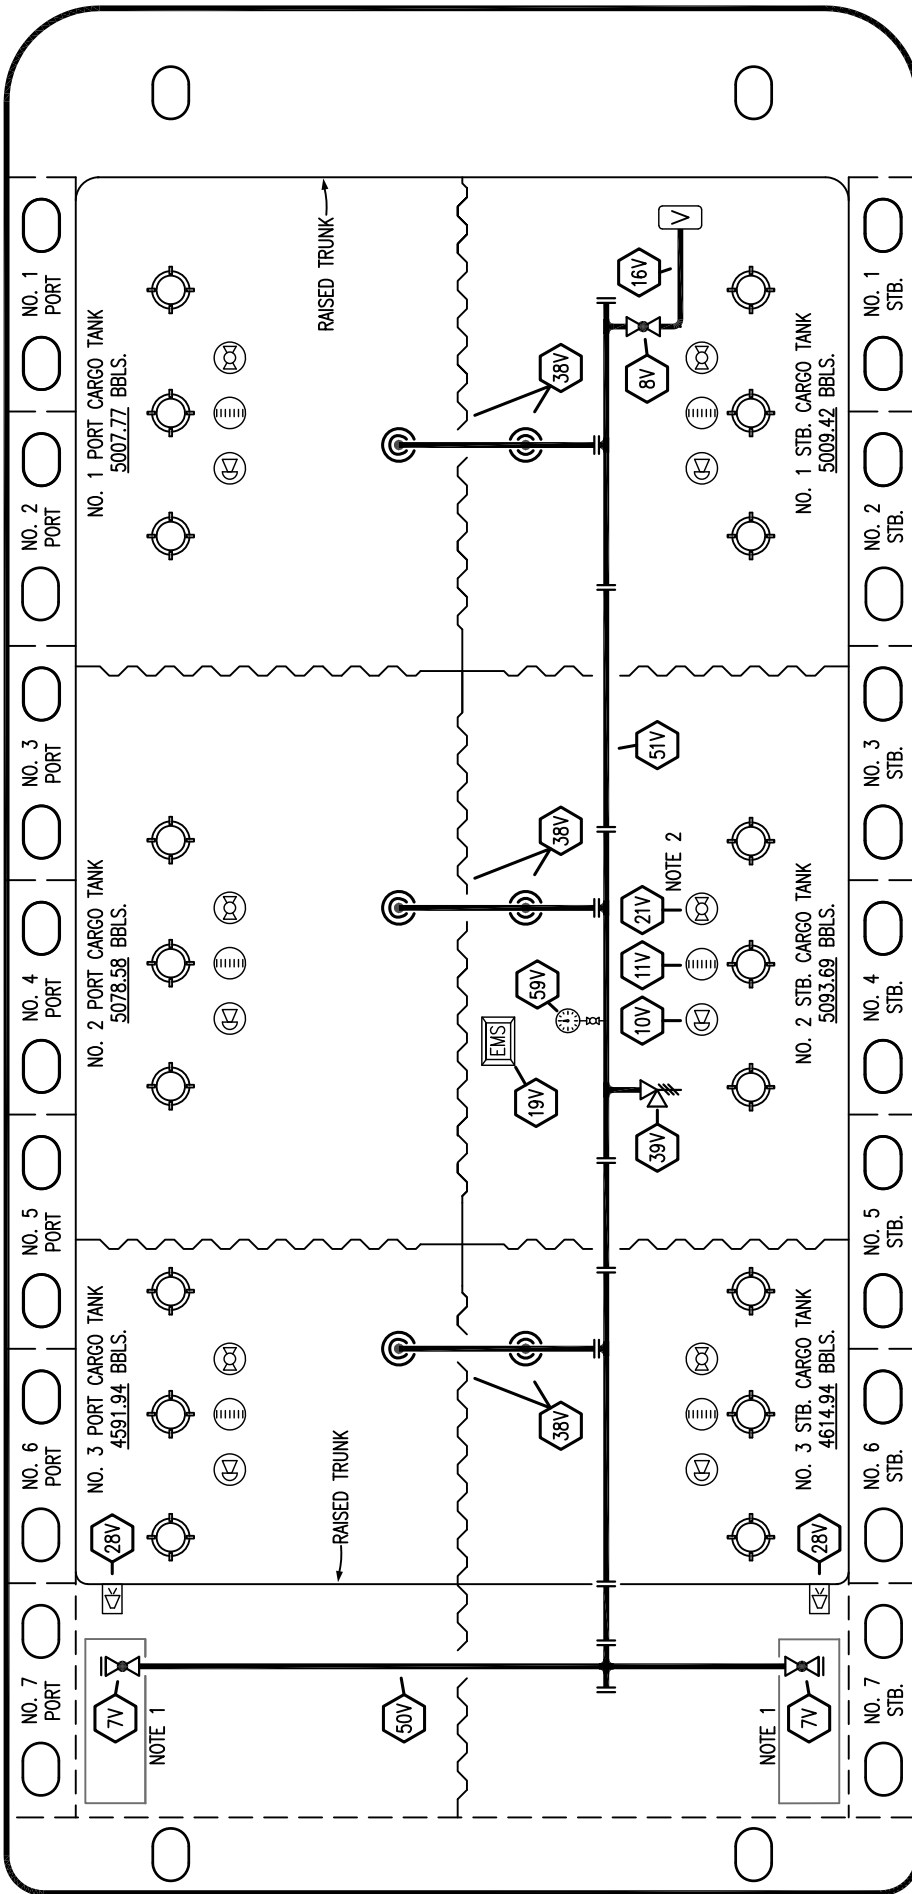 NO. 1
PORT
NO. 2
PORT
NO. 3
PORT
NO. 4
PORT
NO. 5
PORT
NO. 6
PORT
NO. 7
PORT
NO. 1 PORT CARGO TANK
5007.77 BBLS.
NO. 2 PORT CARGO TANK
5078.58 BBLS.
NO. 3 PORT CARGO TANK
4591.94 BBLS.
28V
7V
NOTE 1
RAISED TRUNK
RAISED TRUNK
50V
38V
38V
38V
EMS
19V
59V
V
16V
8V
51V
NOTE 2
21V
11V
10V
39V
NO. 1 STB. CARGO TANK
5009.42 BBLS.
NO. 2 STB. CARGO TANK
5093.69 BBLS.
NO. 3 STB. CARGO TANK
4614.94 BBLS.
28V
NOTE 1
7V
NO. 1
STB.
NO. 2
STB.
NO. 3
STB.
NO. 4
STB.
NO. 5
STB.
NO. 6
STB.
NO. 7
STB.